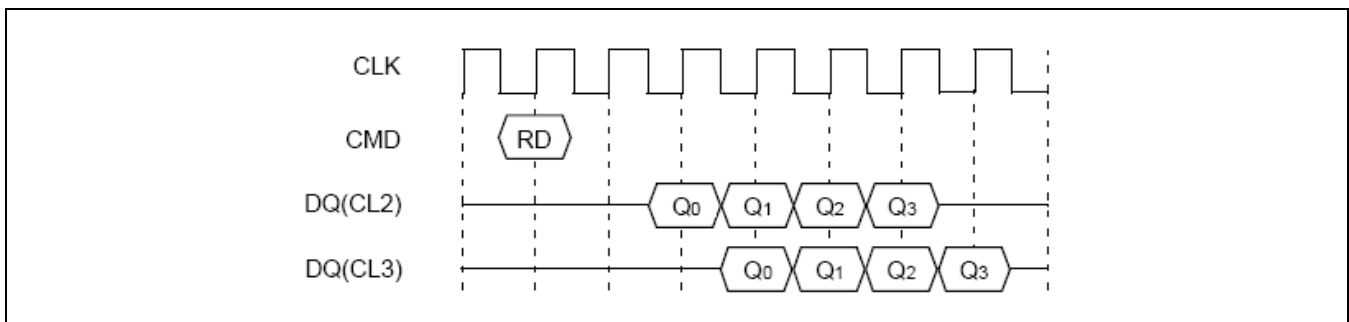 CLK
CMD RD
DQ(CL2) Q0 Q1 Q2 Q3
DQ(CL3) Q0 Q1 Q2 Q3